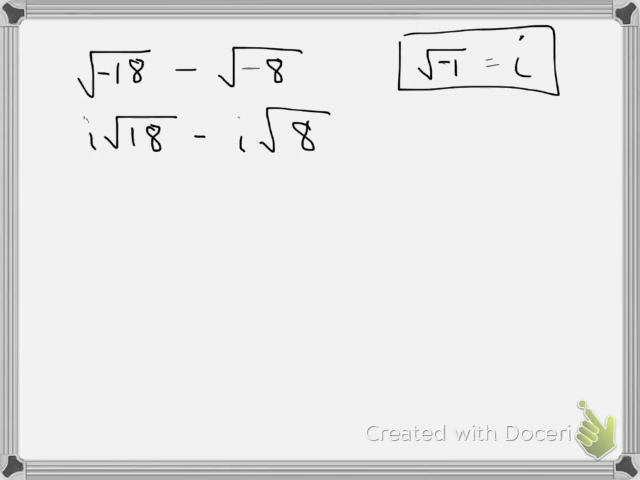 √-18 - √-8
√-1 = i
i√18 - i√8
Created with Doceri